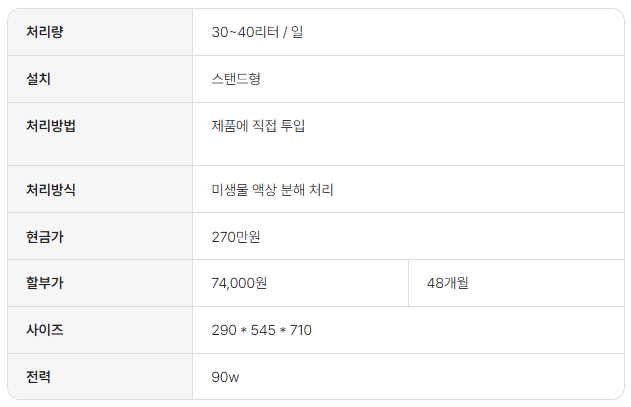 처리량 30~40리터 / 일
설치 스탠드형
처리방법 제품에 직접 투입
처리방식 미생물 액상 분해 처리
현금가 270만원
할부가 74,000원 48개월
사이즈 290 * 545 * 710
전력 90w